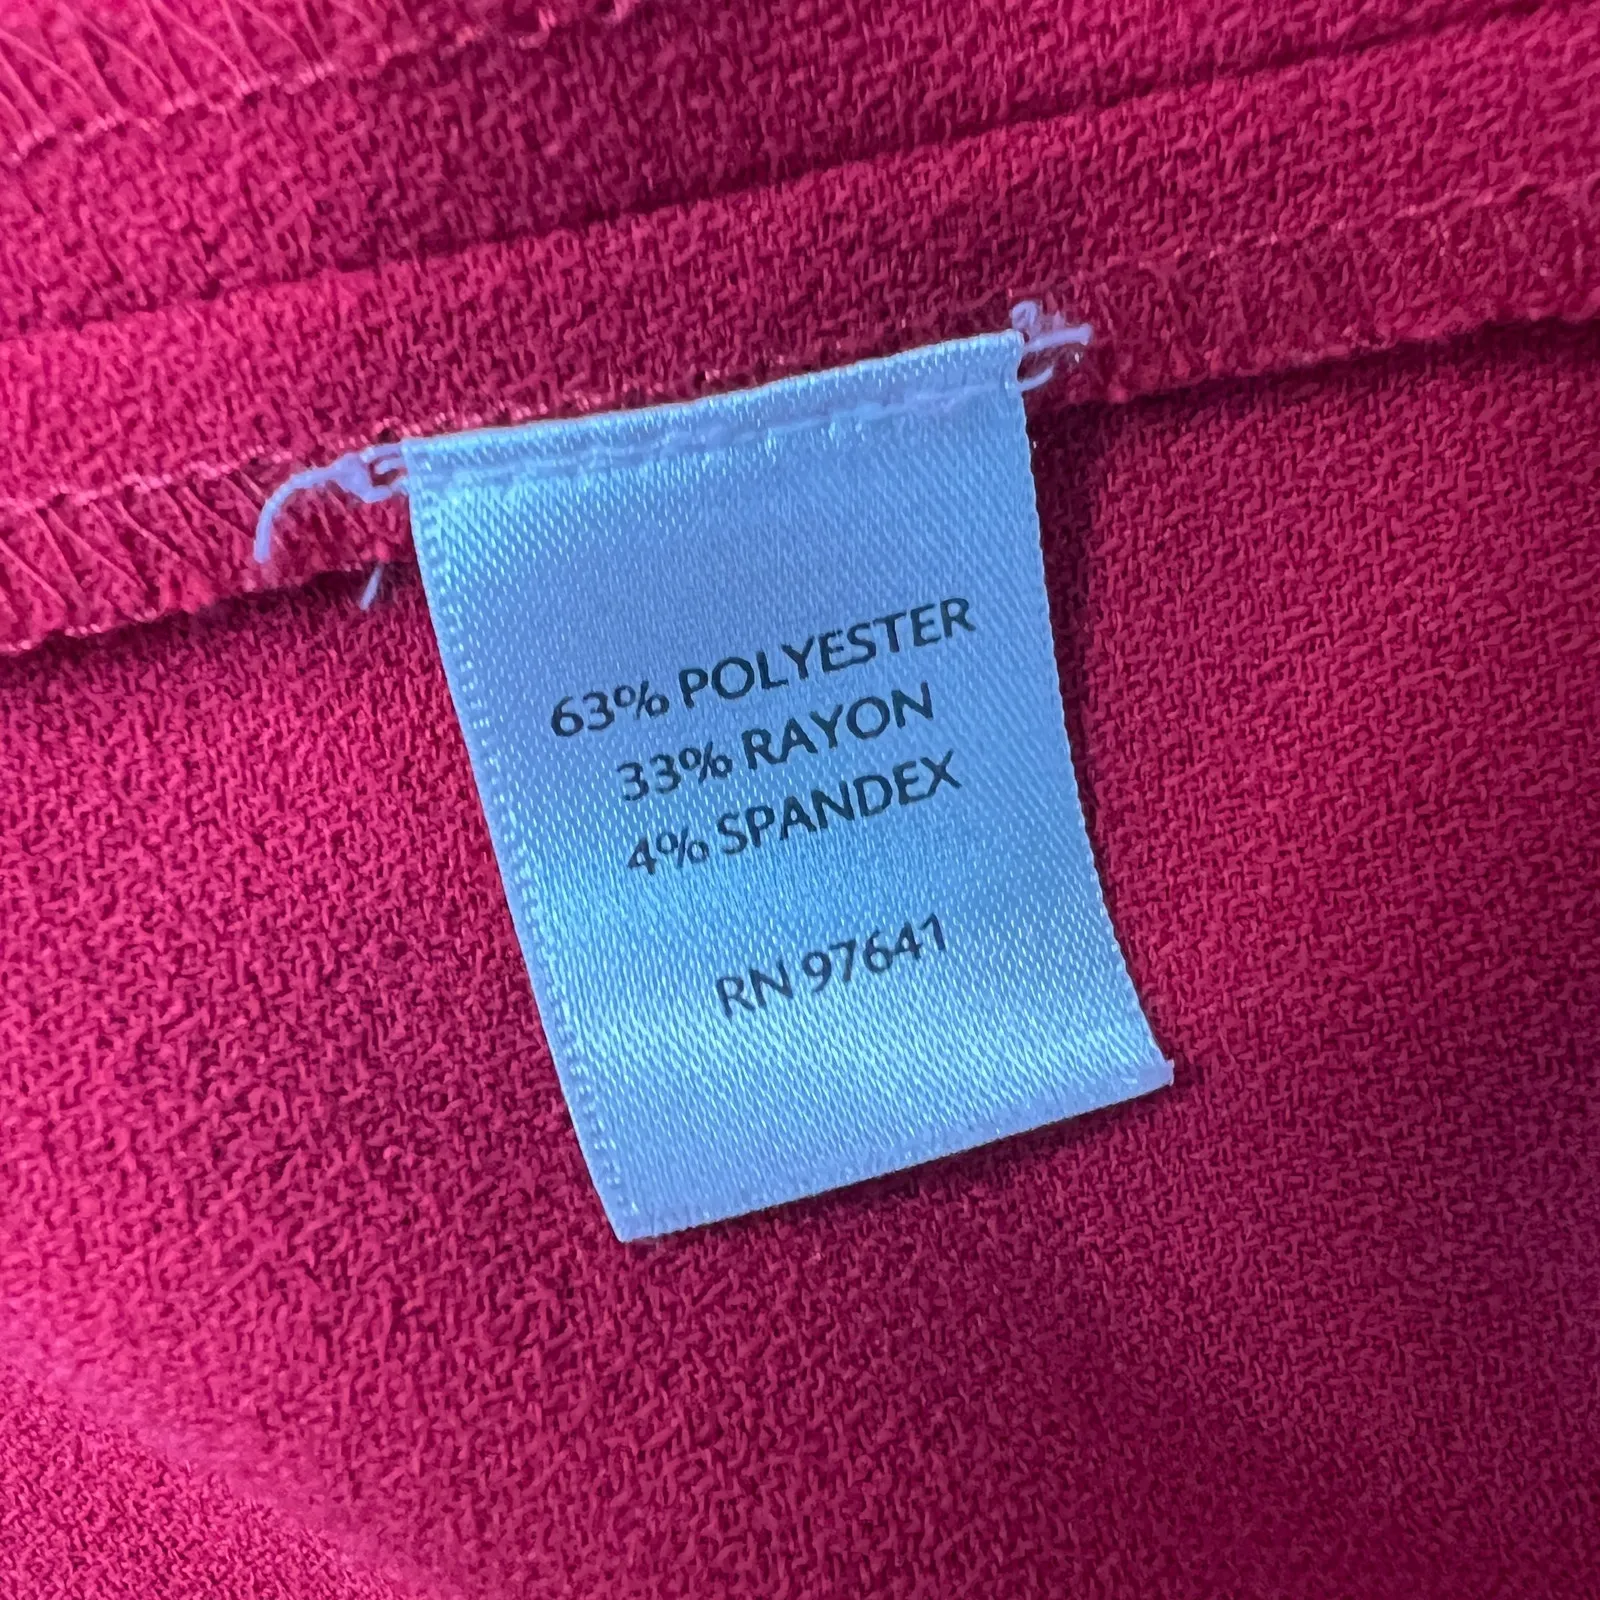 63% POLYESTER
33% RAYON
4% SPANDEX
RN 97641